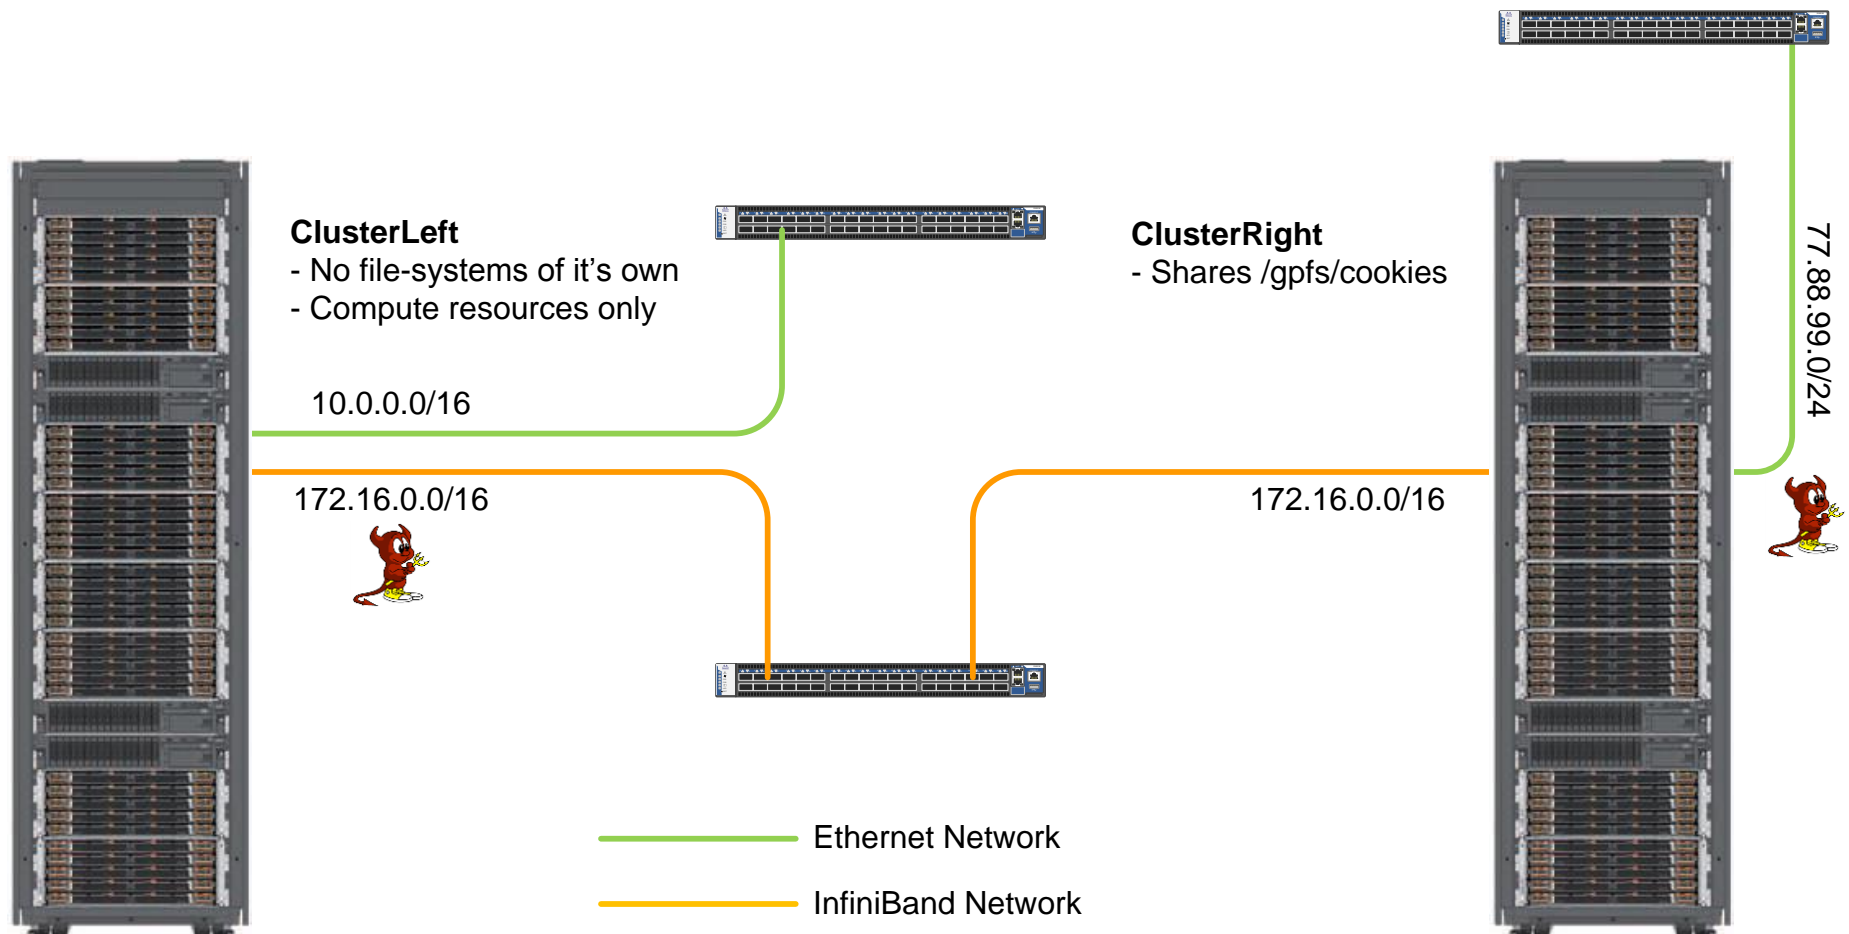 ClusterLeft
- No file-systems of it's own
- Compute resources only
ClusterRight
- Shares /gpfs/cookies
77.88.99.0/24
10.0.0.0/16
172.16.0.0/16
172.16.0.0/16
Ethernet Network
InfiniBand Network